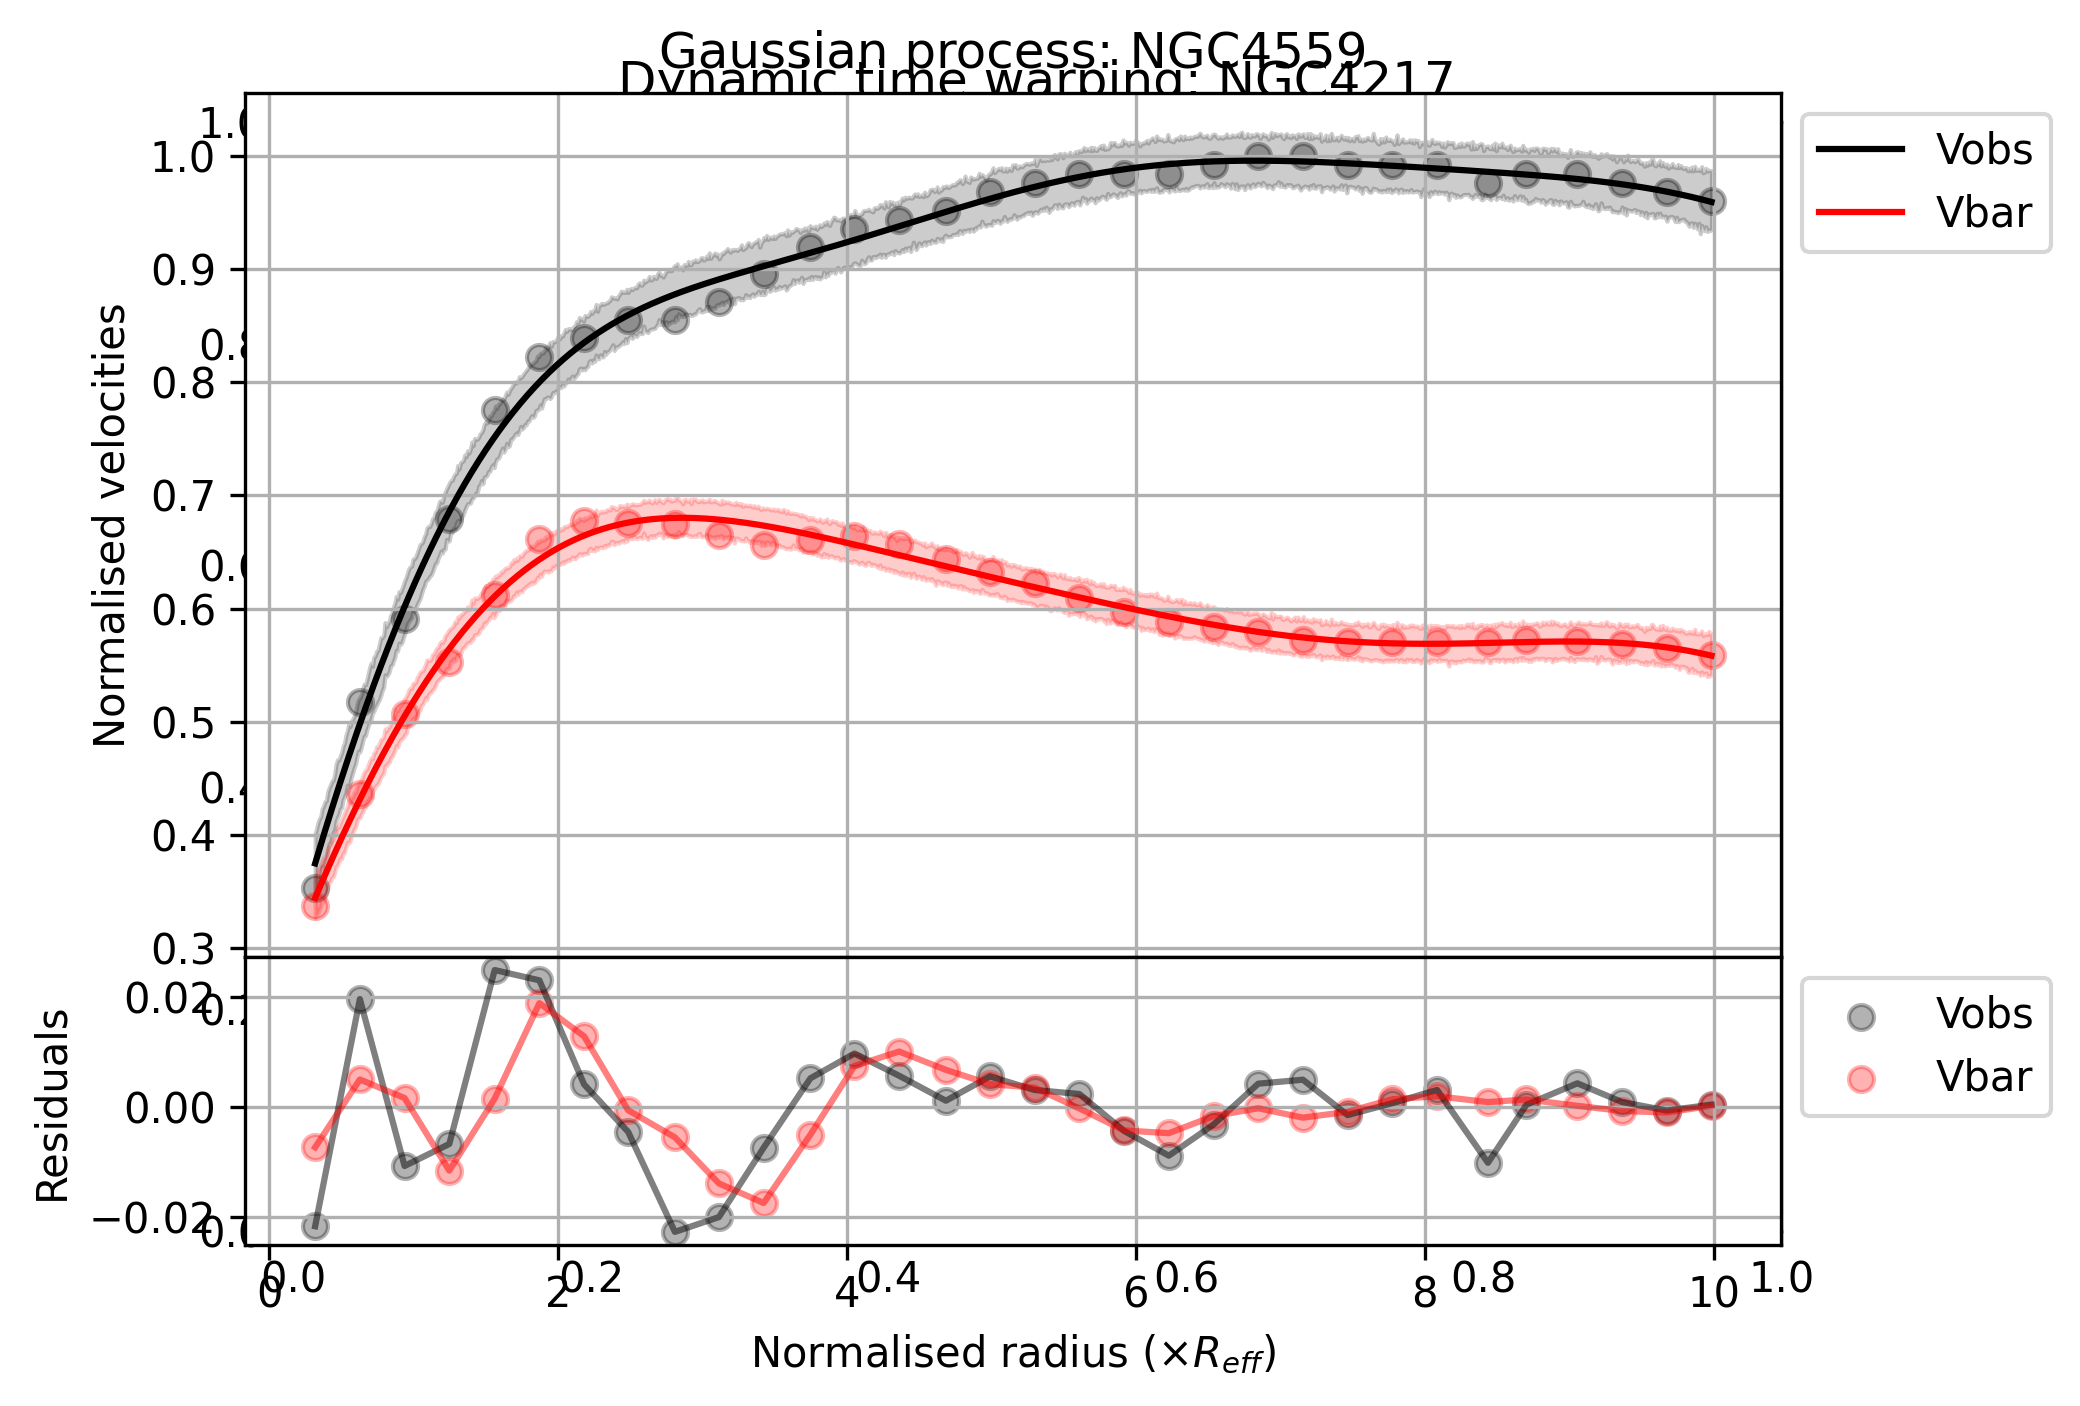 Gaussian process: NGC4559
Dynamic time warping: NGC4217
Normalised velocities
1.0
0.9
0.8
0.7
0.6
0.5
0.4
0.3
Vobs
Vbar
Residuals
0.02
0.00
−0.02
Vobs
Vbar
0.0 0.2 0.4 0.6 0.8 1.0
0 2 4 6 8 10
Normalised radius (×R_eff)